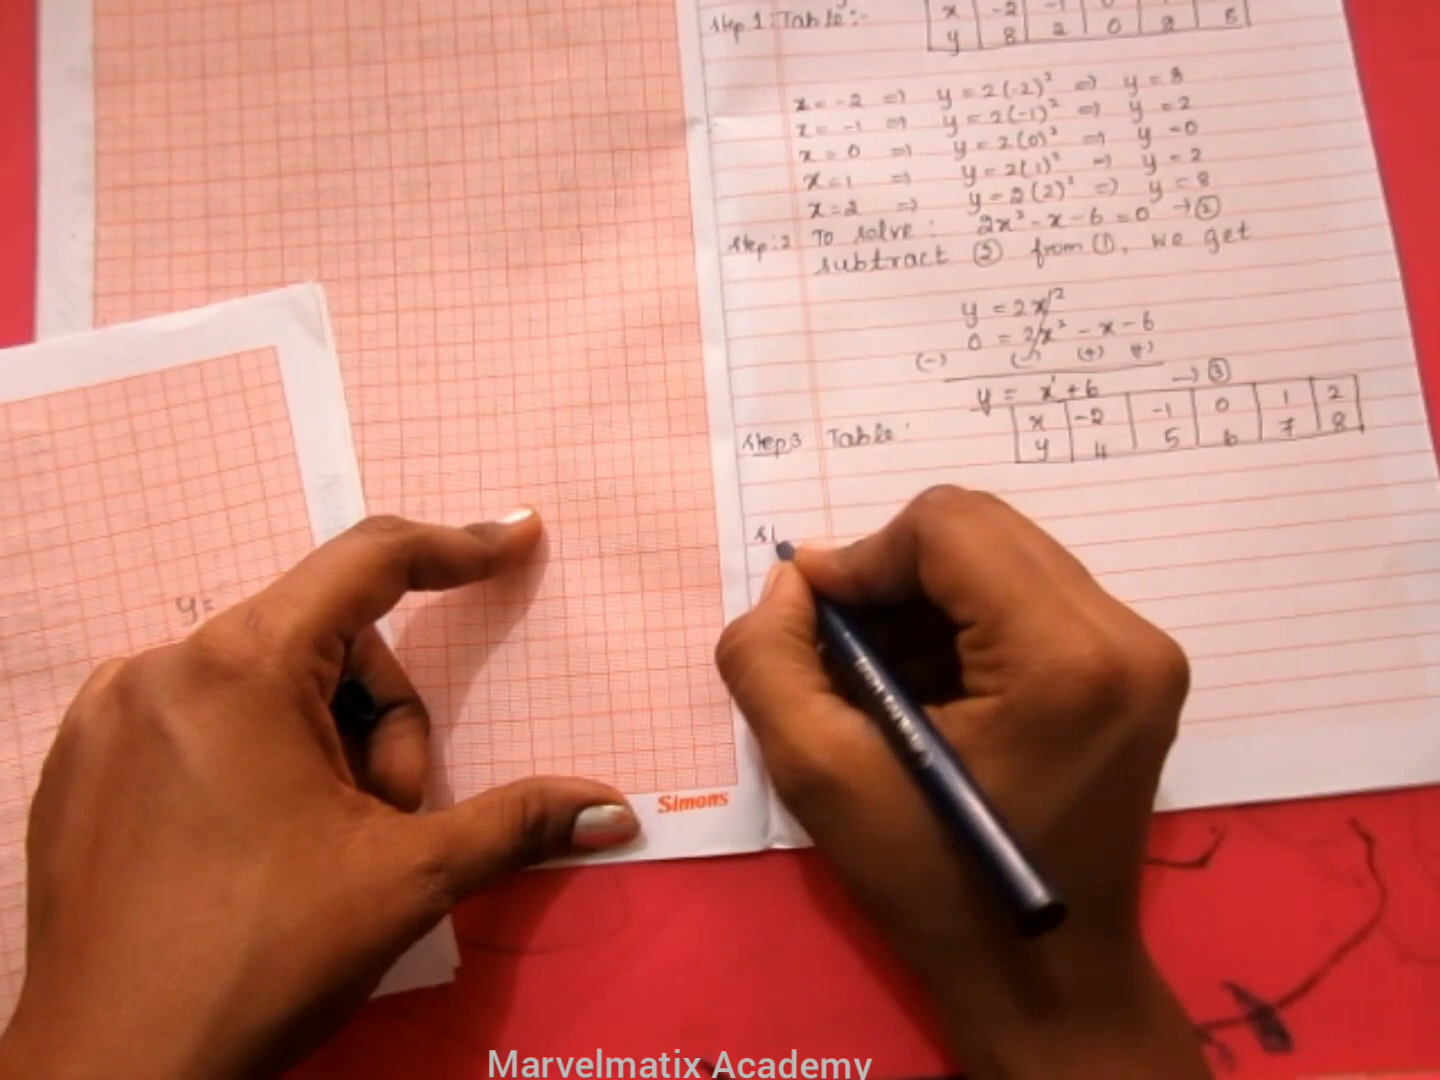 Step 1: Table:-
x -2 -1 0
y 8 2 0 2 8
x = -2 => y = 2(-2)² => y = 8
x = -1 => y = 2(-1)² => y = 2
x = 0 => y = 2(0)² => y = 0
x = 1 => y = 2(1)² => y = 2
x = 2 => y = 2(2)² => y = 8
Step:2 To solve: 2x² - x - 6 = 0 → ②
subtract ② from ①, we get
y = 2x²
0 = 2x² - x - 6
(-) (-) (+) (+)
y = x + 6 → ③
Step 3 Table:
x -2 -1 0 1 2
y 4 5 6 7 8
y =
Simons
Marvelmatix Academy